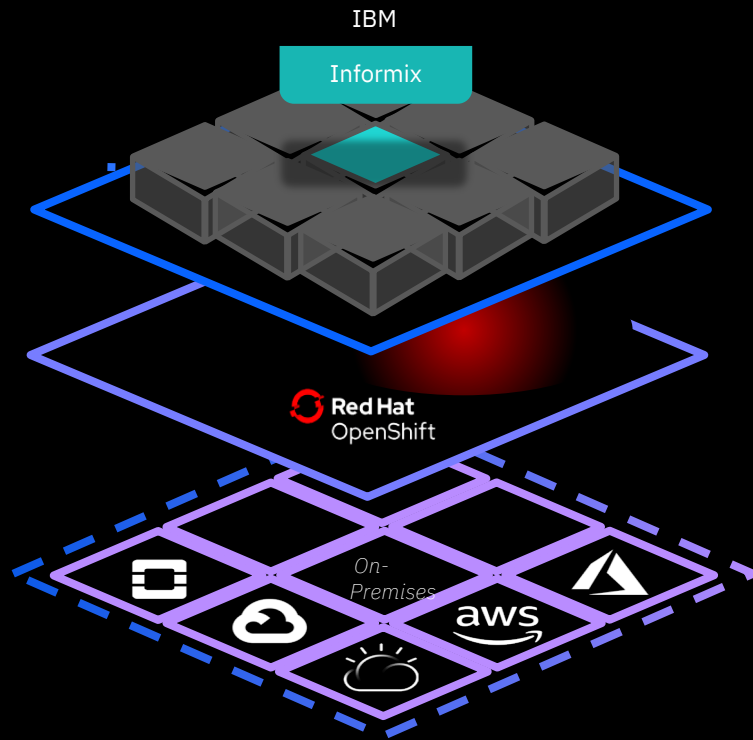 IBM
Informix
Red Hat
OpenShift
On-
Premises
aws